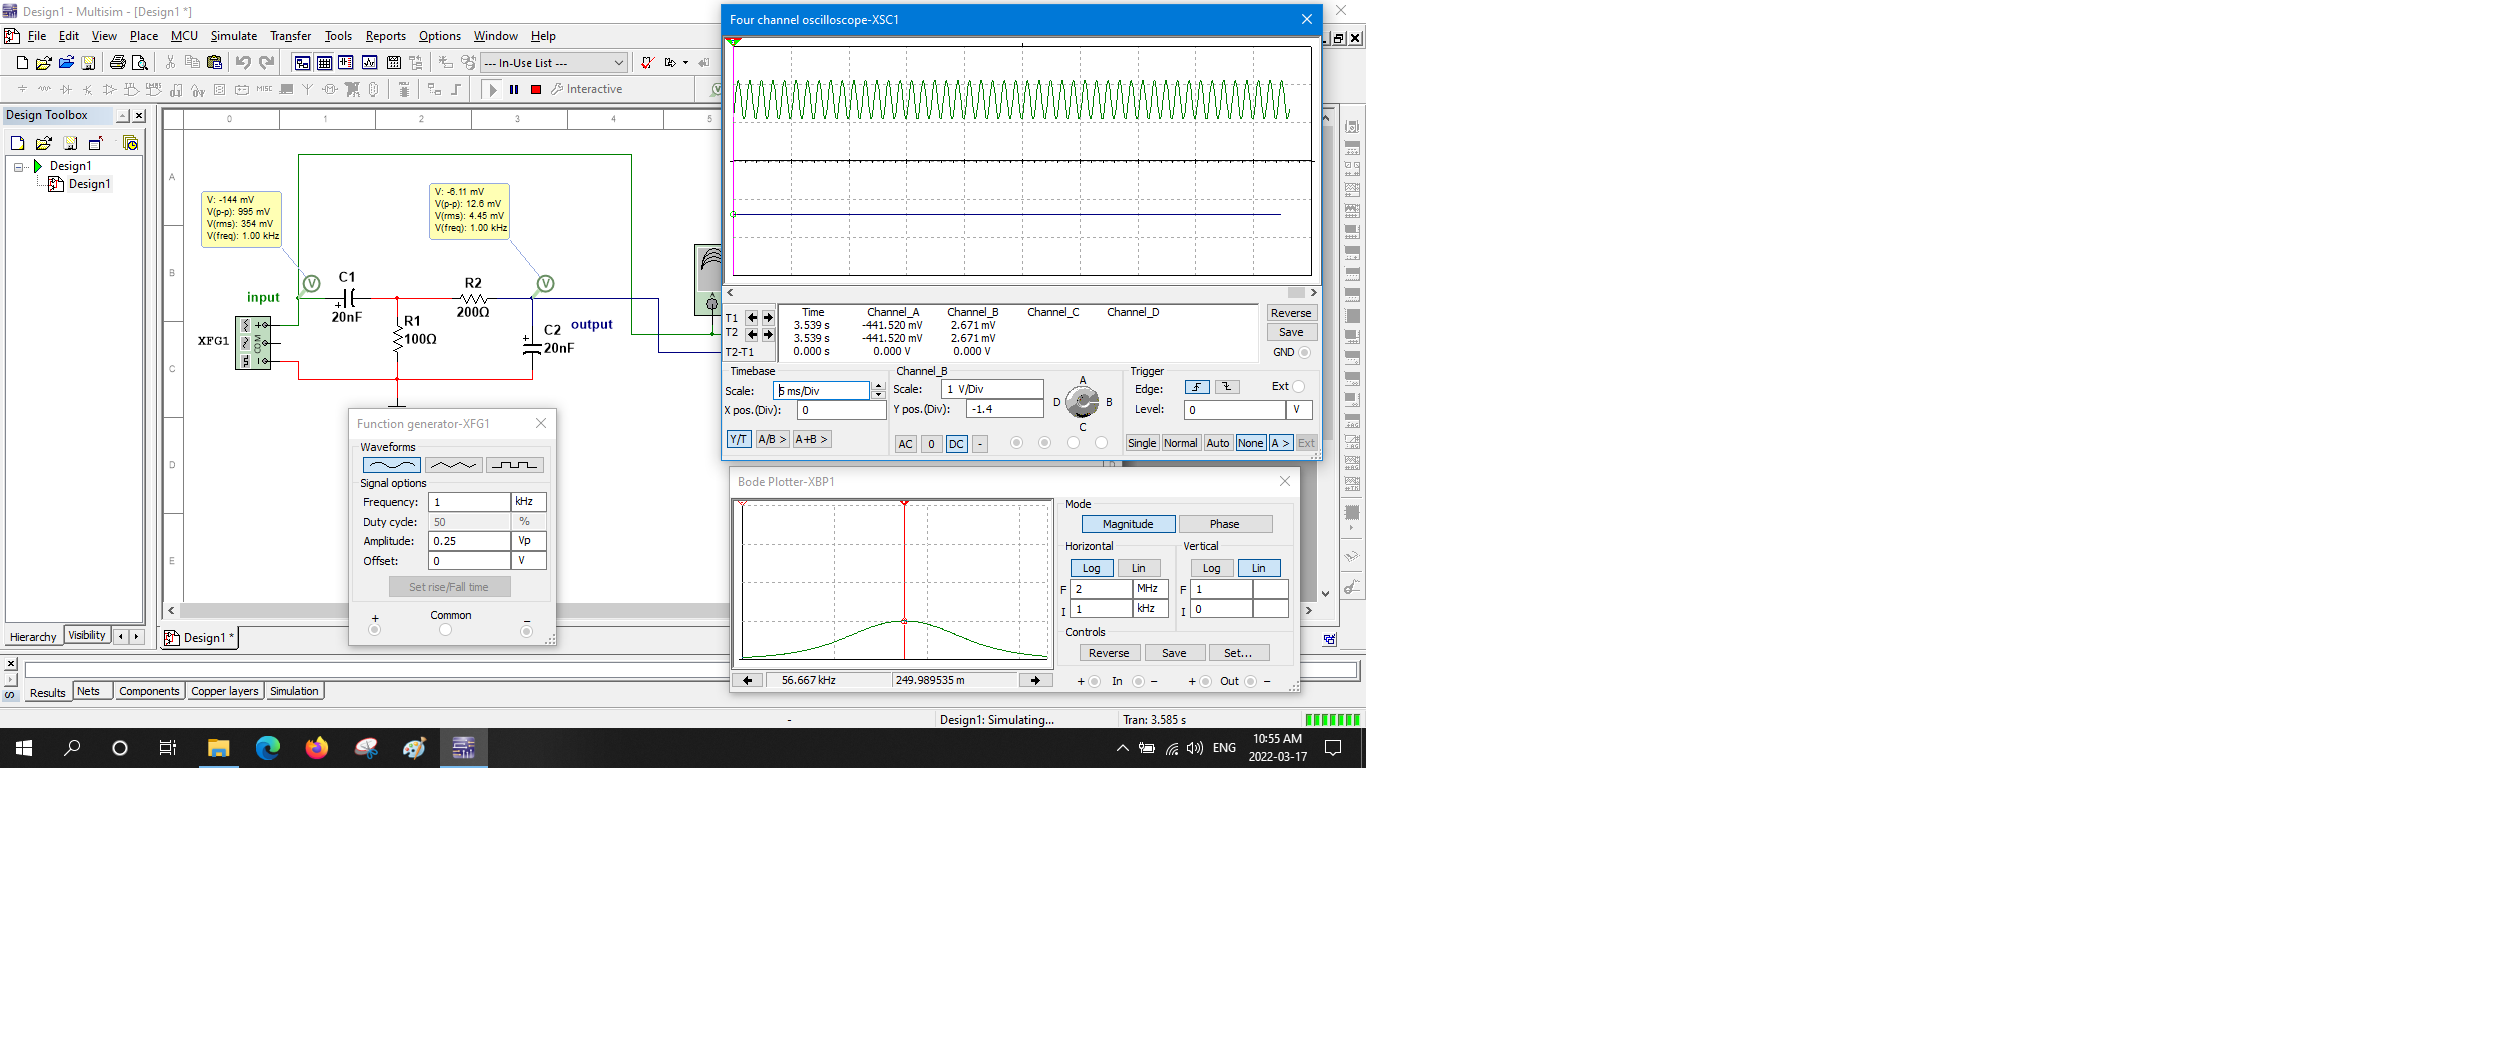 Design1 - Multisim - [Design1 *]
File Edit View Place MCU Simulate Transfer Tools Reports Options Window Help
--- In-Use List ---
MISC
Interactive
Design Toolbox
Design1
Design1
Hierarchy Visibility
0 1 2 3 4 5
A
B
C
D
E
V: -144 mV
V(p-p): 995 mV
V(rms): 354 mV
V(freq): 1.00 kHz
V: -6.11 mV
V(p-p): 12.6 mV
V(rms): 4.45 mV
V(freq): 1.00 kHz
V
V
input
C1
20nF
R2
200Ω
R1
100Ω
C2
20nF
output
XFG1
COM
A
Function generator-XFG1
Waveforms
Signal options
Frequency: 1 kHz
Duty cycle: 50 %
Amplitude: 0.25 Vp
Offset: 0 V
Set rise/Fall time
+ Common −
Design1 *
Four channel oscilloscope-XSC1
Time Channel_A Channel_B Channel_C Channel_D
T1 3.539 s -441.520 mV 2.671 mV
T2 3.539 s -441.520 mV 2.671 mV
T2-T1 0.000 s 0.000 V 0.000 V
Reverse
Save
GND
Timebase
Scale: 5 ms/Div
X pos.(Div): 0
Y/T A/B > A+B >
Channel_B
Scale: 1 V/Div
Y pos.(Div): -1.4
AC 0 DC -
A
D B
C
Trigger
Edge: Ext
Level: 0 V
Single Normal Auto None A > Ext
Bode Plotter-XBP1
Mode
Magnitude Phase
Horizontal Vertical
Log Lin Log Lin
F 2 MHz F 1
I 1 kHz I 0
Controls
Reverse Save Set...
+ In − + Out −
56.667 kHz 249.989535 m
Results Nets Components Copper layers Simulation
- Design1: Simulating... Tran: 3.585 s
ENG
10:55 AM
2022-03-17